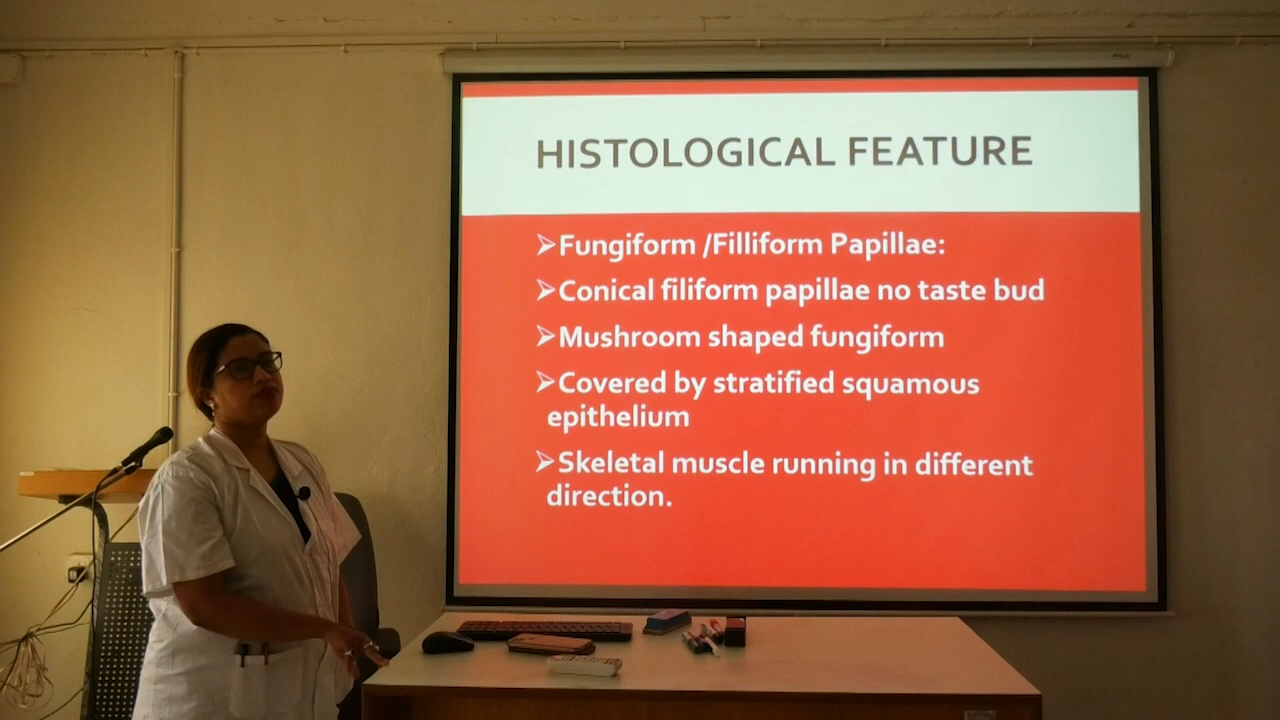 HISTOLOGICAL FEATURE
➢Fungiform /Filliform Papillae:
➢Conical filiform papillae no taste bud
➢Mushroom shaped fungiform
➢Covered by stratified squamous
epithelium
➢Skeletal muscle running in different
direction.